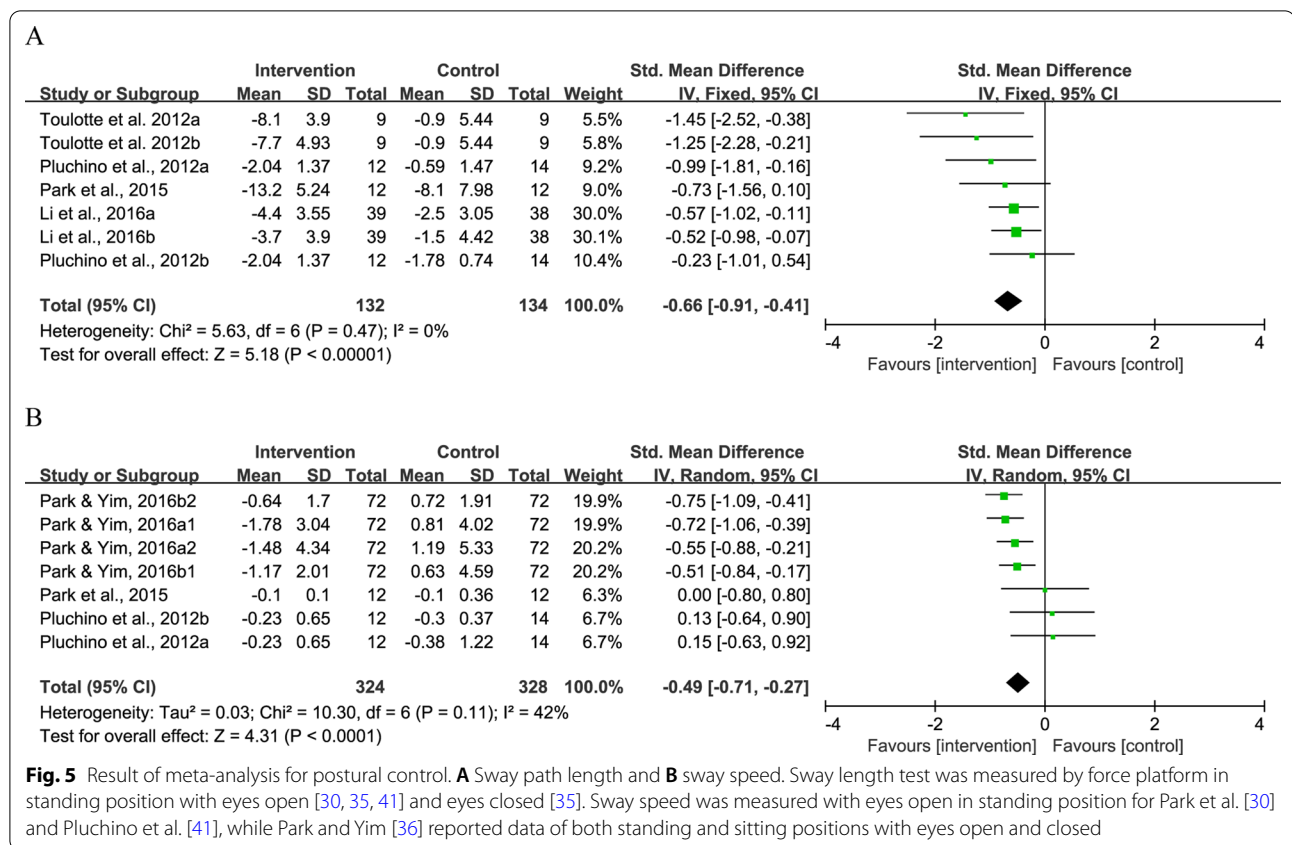 A
Intervention Control Std. Mean Difference Std. Mean Difference
Study or Subgroup Mean SD Total Mean SD Total Weight IV, Fixed, 95% CI IV, Fixed, 95% CI
Toulotte et al. 2012a -8.1 3.9 9 -0.9 5.44 9 5.5% -1.45 [-2.52, -0.38]
Toulotte et al. 2012b -7.7 4.93 9 -0.9 5.44 9 5.8% -1.25 [-2.28, -0.21]
Pluchino et al., 2012a -2.04 1.37 12 -0.59 1.47 14 9.2% -0.99 [-1.81, -0.16]
Park et al., 2015 -13.2 5.24 12 -8.1 7.98 12 9.0% -0.73 [-1.56, 0.10]
Li et al., 2016a -4.4 3.55 39 -2.5 3.05 38 30.0% -0.57 [-1.02, -0.11]
Li et al., 2016b -3.7 3.9 39 -1.5 4.42 38 30.1% -0.52 [-0.98, -0.07]
Pluchino et al., 2012b -2.04 1.37 12 -1.78 0.74 14 10.4% -0.23 [-1.01, 0.54]
Total (95% CI) 132 134 100.0% -0.66 [-0.91, -0.41]
Heterogeneity: Chi² = 5.63, df = 6 (P = 0.47); I² = 0%
Test for overall effect: Z = 5.18 (P < 0.00001)
-4 -2 0 2 4
Favours [intervention] Favours [control]
B
Intervention Control Std. Mean Difference Std. Mean Difference
Study or Subgroup Mean SD Total Mean SD Total Weight IV, Random, 95% CI IV, Random, 95% CI
Park & Yim, 2016b2 -0.64 1.7 72 0.72 1.91 72 19.9% -0.75 [-1.09, -0.41]
Park & Yim, 2016a1 -1.78 3.04 72 0.81 4.02 72 19.9% -0.72 [-1.06, -0.39]
Park & Yim, 2016a2 -1.48 4.34 72 1.19 5.33 72 20.2% -0.55 [-0.88, -0.21]
Park & Yim, 2016b1 -1.17 2.01 72 0.63 4.59 72 20.2% -0.51 [-0.84, -0.17]
Park et al., 2015 -0.1 0.1 12 -0.1 0.36 12 6.3% 0.00 [-0.80, 0.80]
Pluchino et al., 2012b -0.23 0.65 12 -0.3 0.37 14 6.7% 0.13 [-0.64, 0.90]
Pluchino et al., 2012a -0.23 0.65 12 -0.38 1.22 14 6.7% 0.15 [-0.63, 0.92]
Total (95% CI) 324 328 100.0% -0.49 [-0.71, -0.27]
Heterogeneity: Tau² = 0.03; Chi² = 10.30, df = 6 (P = 0.11); I² = 42%
Test for overall effect: Z = 4.31 (P < 0.0001)
-4 -2 0 2 4
Favours [intervention] Favours [control]
Fig. 5 Result of meta-analysis for postural control. A Sway path length and B sway speed. Sway length test was measured by force platform in
standing position with eyes open [30, 35, 41] and eyes closed [35]. Sway speed was measured with eyes open in standing position for Park et al. [30]
and Pluchino et al. [41], while Park and Yim [36] reported data of both standing and sitting positions with eyes open and closed